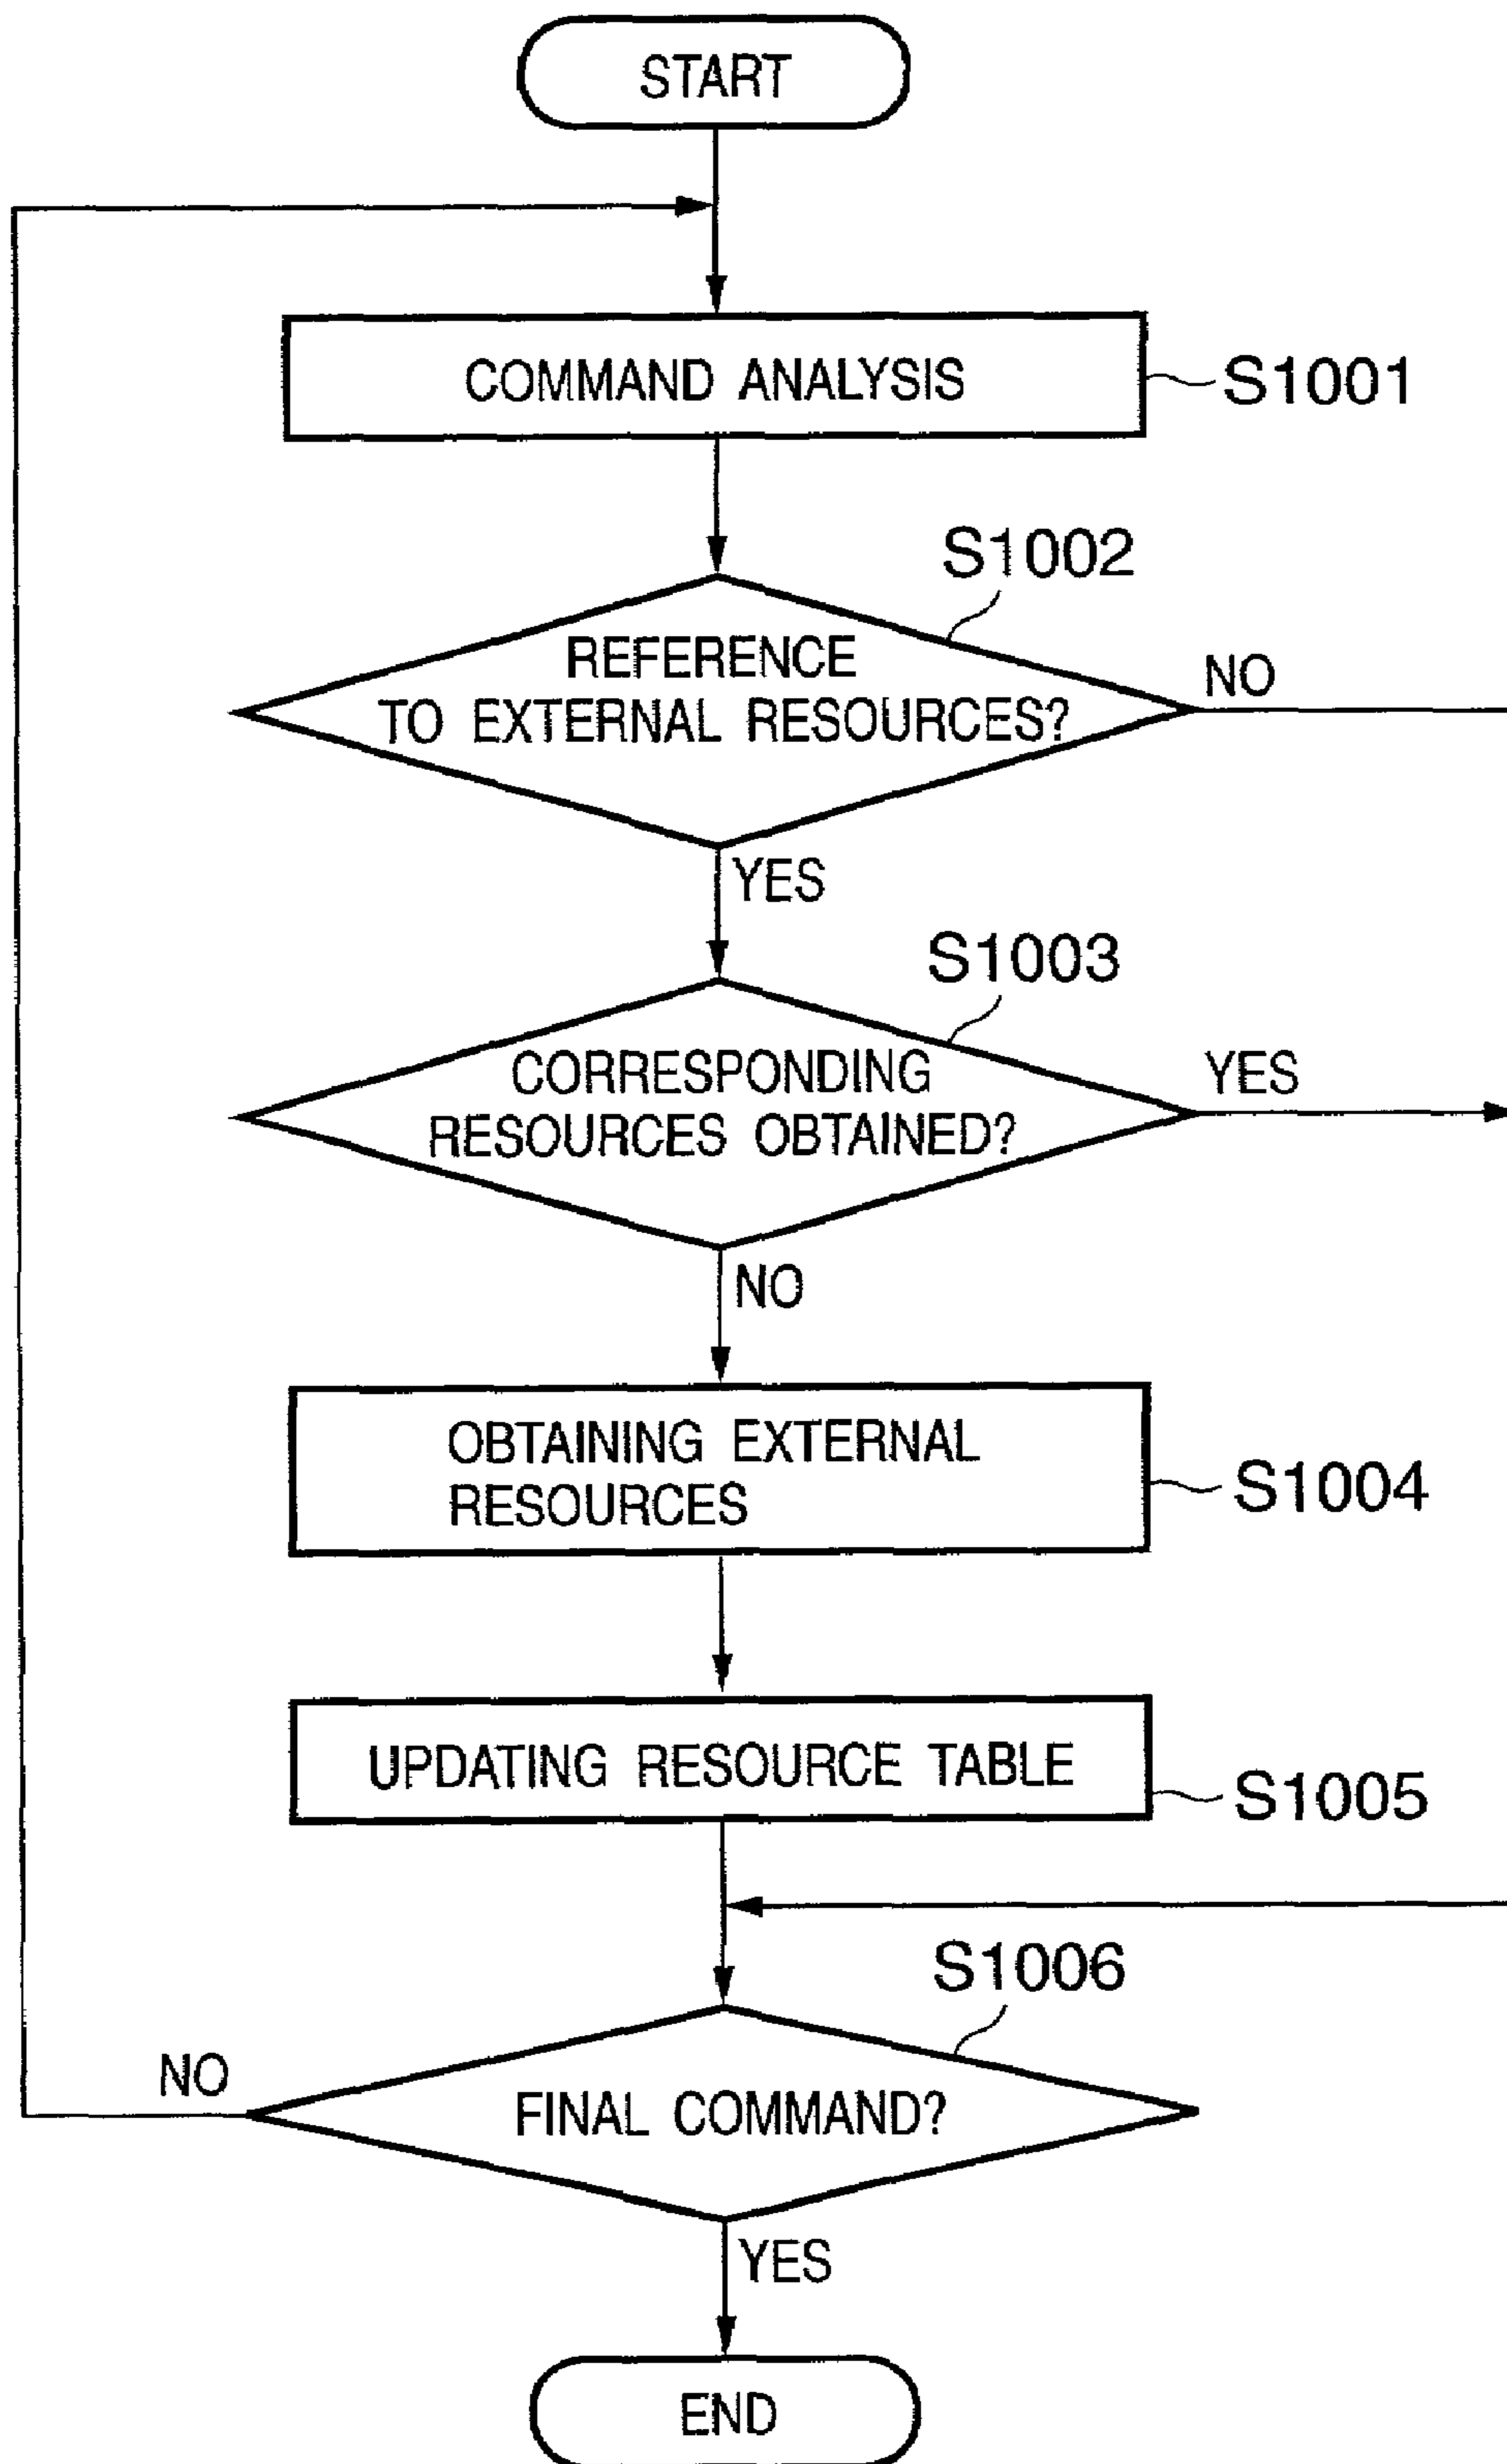 START
COMMAND ANALYSIS
S1001
S1002
REFERENCE
TO EXTERNAL RESOURCES?
NO
YES
S1003
CORRESPONDING
RESOURCES OBTAINED?
YES
NO
OBTAINING EXTERNAL
RESOURCES
S1004
UPDATING RESOURCE TABLE
S1005
S1006
NO
FINAL COMMAND?
YES
END